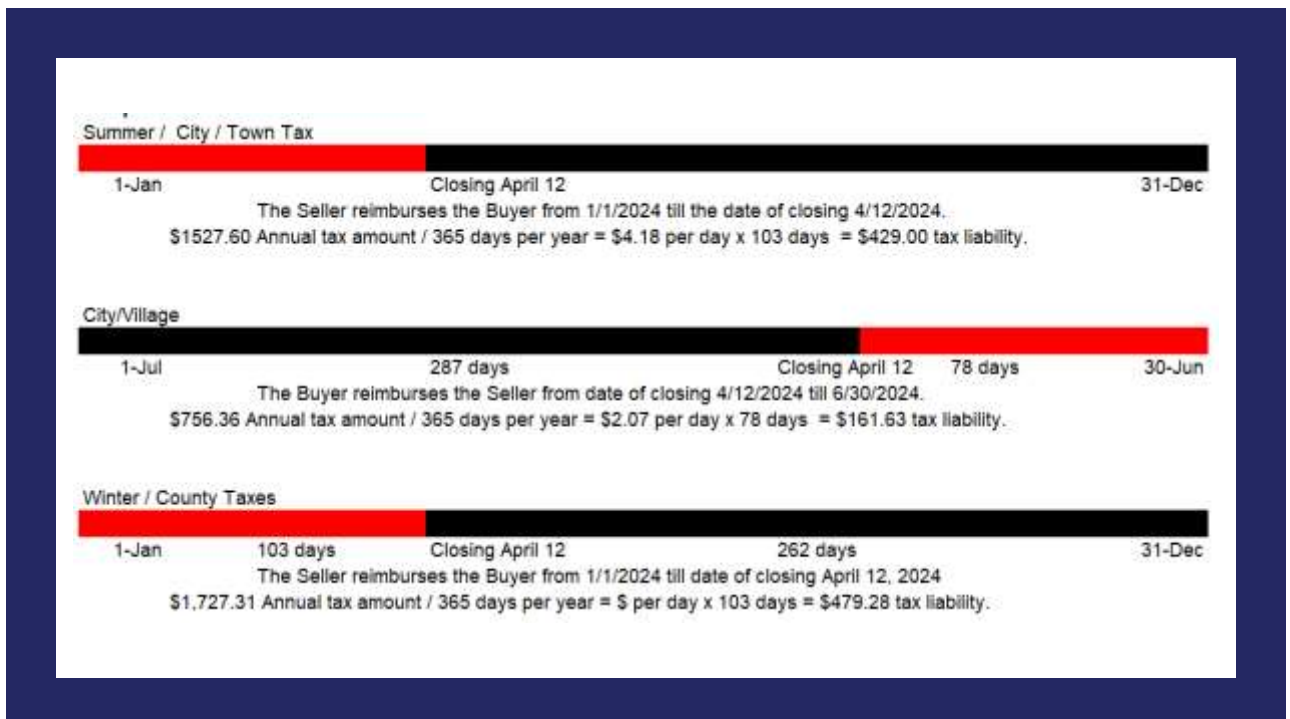 Summer / City / Town Tax
1-Jan Closing April 12 31-Dec
The Seller reimburses the Buyer from 1/1/2024 till the date of closing 4/12/2024.
$1527.60 Annual tax amount / 365 days per year = $4.18 per day x 103 days = $429.00 tax liability.
City/Village
1-Jul 287 days Closing April 12 78 days 30-Jun
The Buyer reimburses the Seller from date of closing 4/12/2024 till 6/30/2024.
$756.36 Annual tax amount / 365 days per year = $2.07 per day x 78 days = $161.63 tax liability.
Winter / County Taxes
1-Jan 103 days Closing April 12 262 days 31-Dec
The Seller reimburses the Buyer from 1/1/2024 till date of closing April 12, 2024
$1,727.31 Annual tax amount / 365 days per year = $ per day x 103 days = $479.28 tax liability.